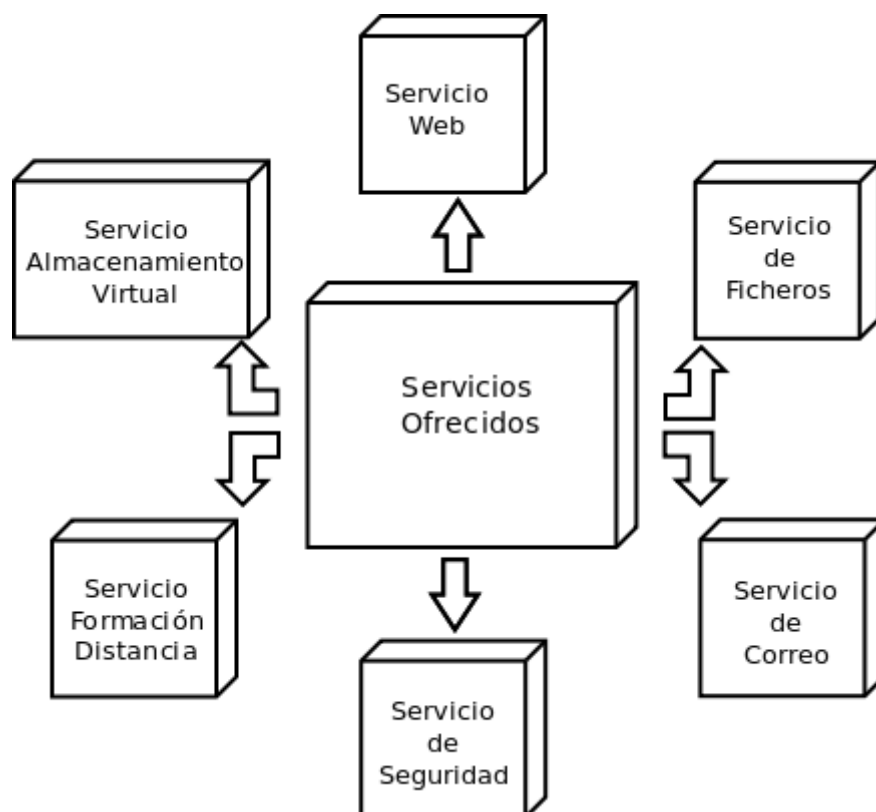 Servicio
Web
Servicio
Almacenamiento
Virtual
Servicio
de
Ficheros
Servicios
Ofrecidos
Servicio
Formación
Distancia
Servicio
de
Correo
Servicio
de
Seguridad